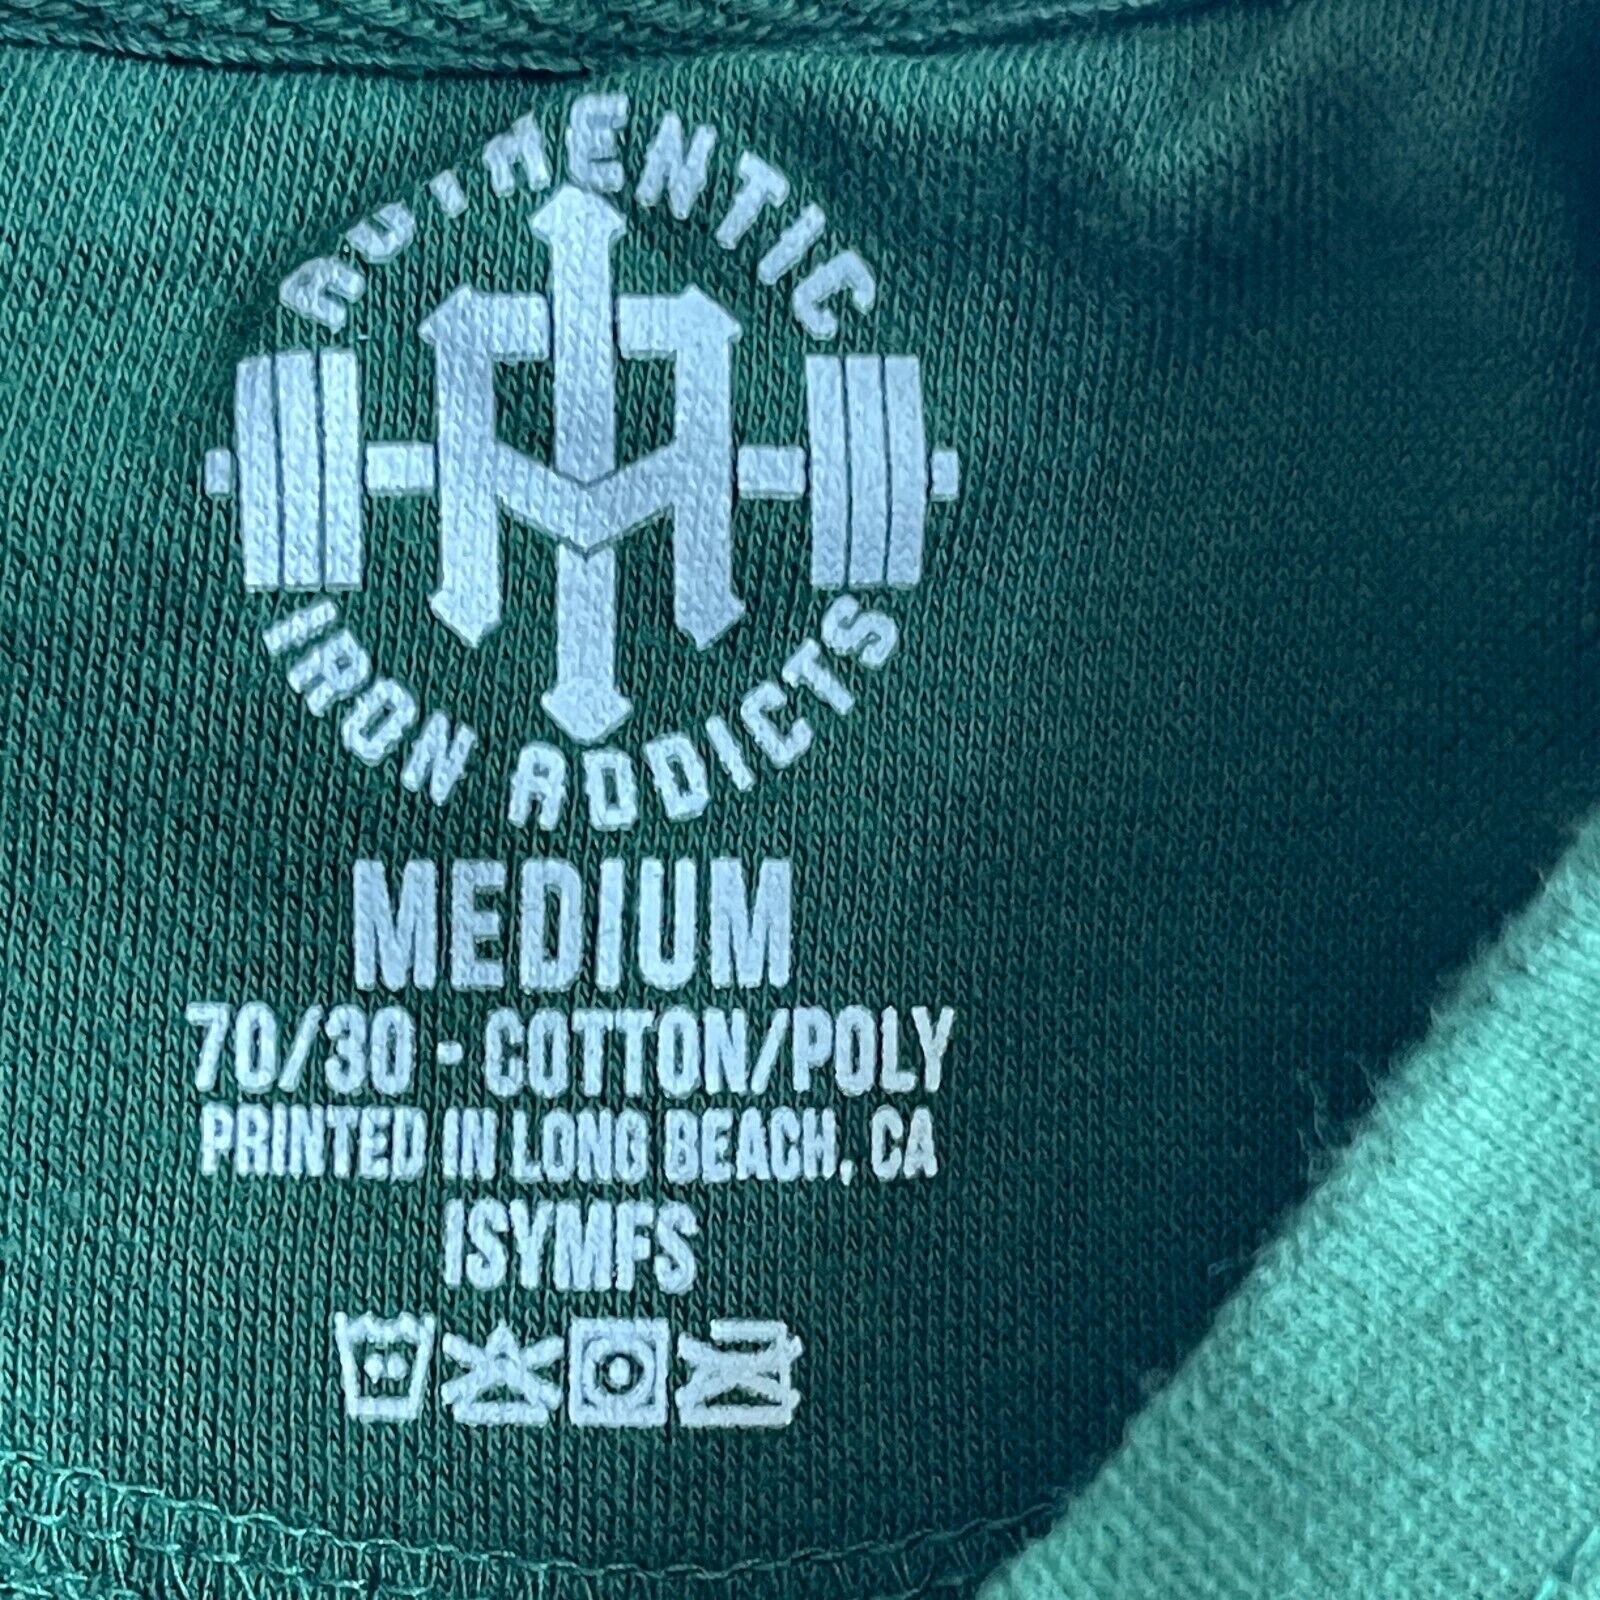 AUTHENTIC
IRON ADDICTS
MEDIUM
70/30 - COTTON/POLY
PRINTED IN LONG BEACH, CA
ISYMFS